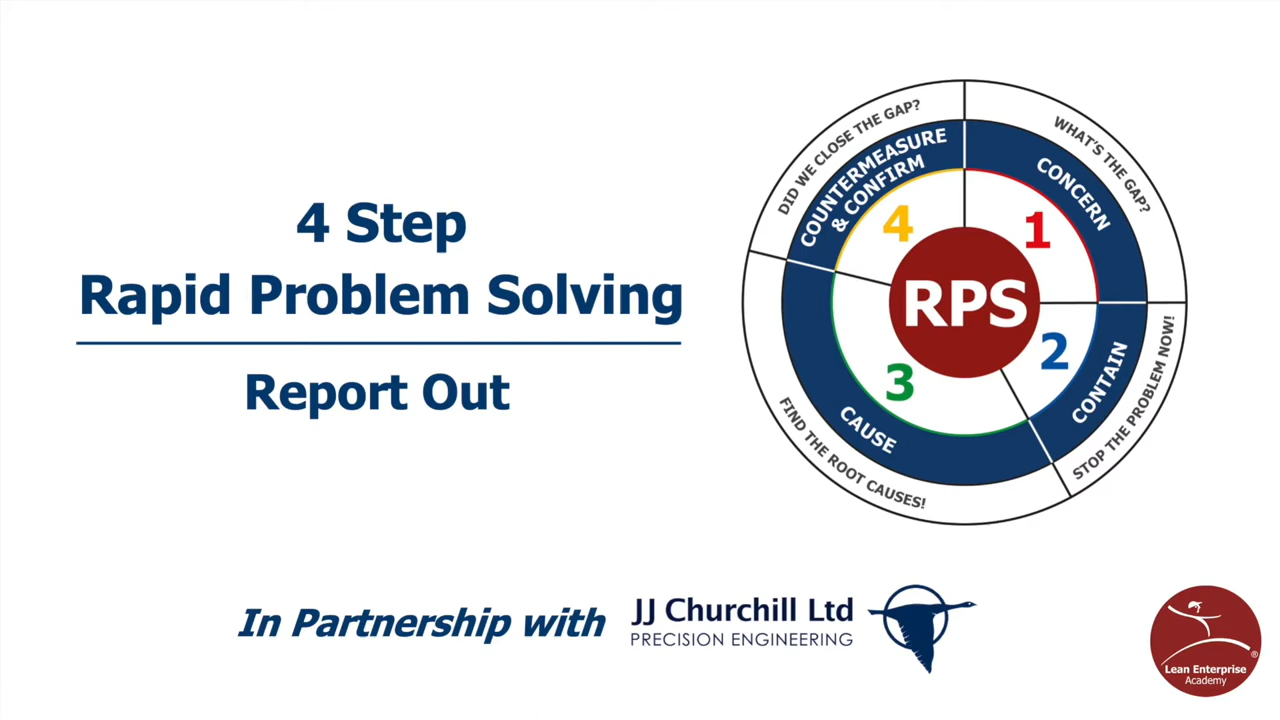 4 Step
Rapid Problem Solving
Report Out
RPS
1
CONCERN
WHAT'S THE GAP?
2
CONTAIN
STOP THE PROBLEM NOW!
3
CAUSE
FIND THE ROOT CAUSES!
4
COUNTERMEASURE
& CONFIRM
DID WE CLOSE THE GAP?
In Partnership with
JJ Churchill Ltd
PRECISION ENGINEERING
Lean Enterprise
Academy
®